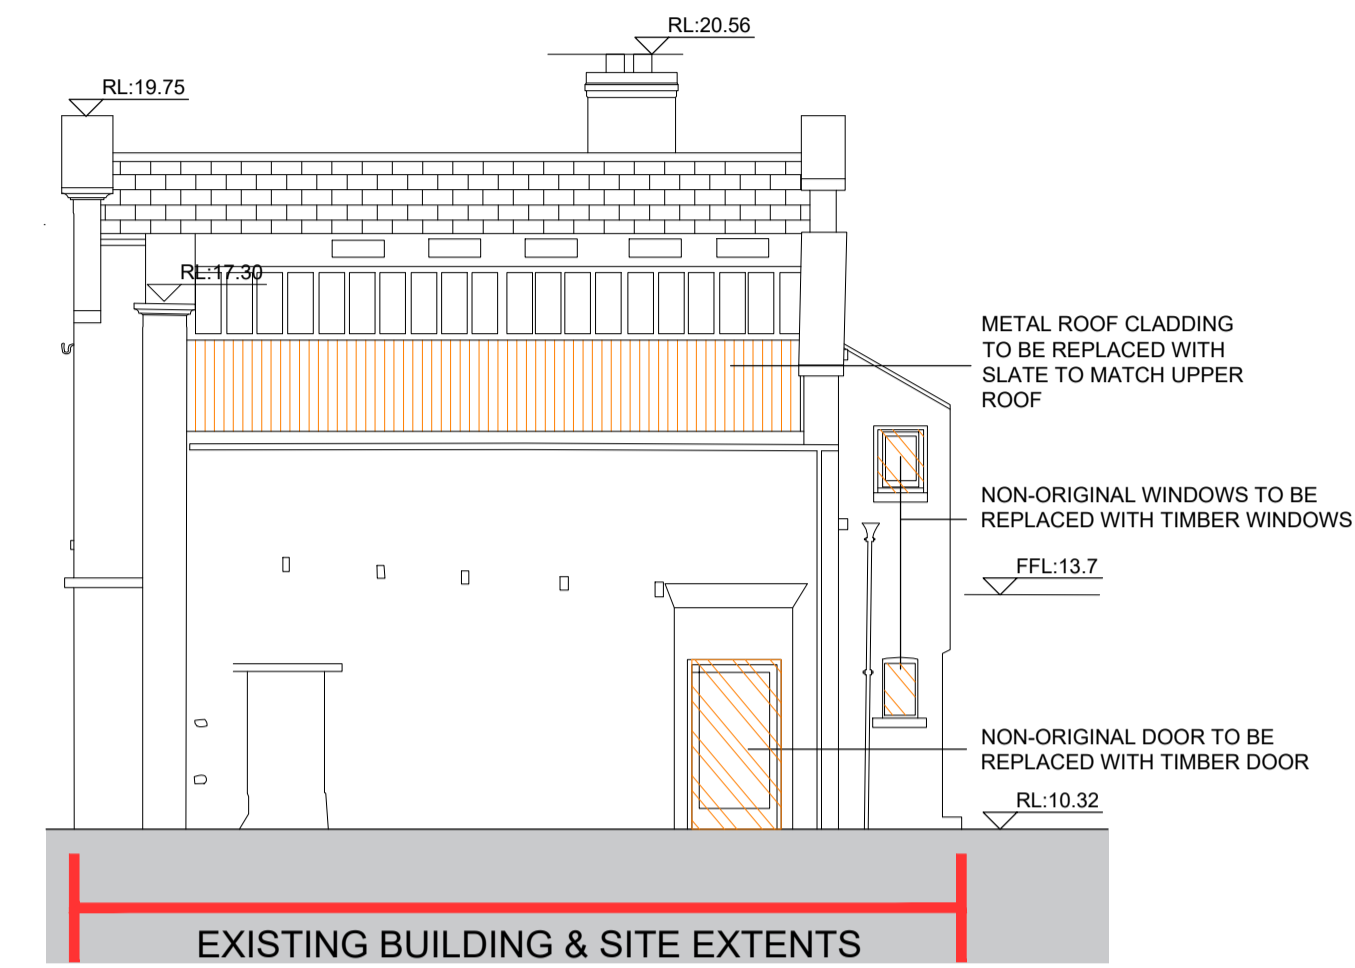 RL:20.56
RL:19.75
RL:17.30
METAL ROOF CLADDING
TO BE REPLACED WITH
SLATE TO MATCH UPPER
ROOF
NON-ORIGINAL WINDOWS TO BE
REPLACED WITH TIMBER WINDOWS
FFL:13.7
NON-ORIGINAL DOOR TO BE
REPLACED WITH TIMBER DOOR
RL:10.32
EXISTING BUILDING & SITE EXTENTS